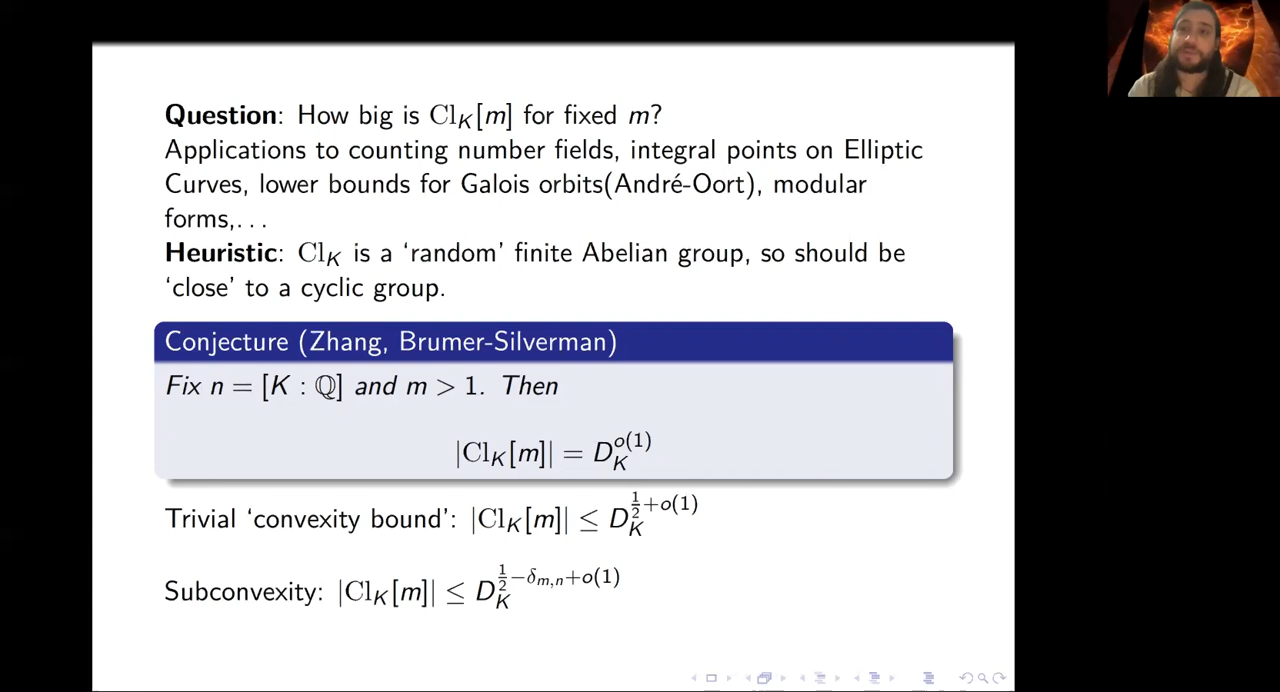 Question: How big is Cl_K[m] for fixed m?
Applications to counting number fields, integral points on Elliptic
Curves, lower bounds for Galois orbits(André-Oort), modular
forms,. . .
Heuristic: Cl_K is a ‘random’ finite Abelian group, so should be
‘close’ to a cyclic group.
Conjecture (Zhang, Brumer-Silverman)
Fix n = [K : ℚ] and m > 1. Then
|Cl_K[m]| = D_K^{o(1)}
Trivial ‘convexity bound’: |Cl_K[m]| ≤ D_K^{\frac{1}{2}+o(1)}
Subconvexity: |Cl_K[m]| ≤ D_K^{\frac{1}{2}-δ_{m,n}+o(1)}